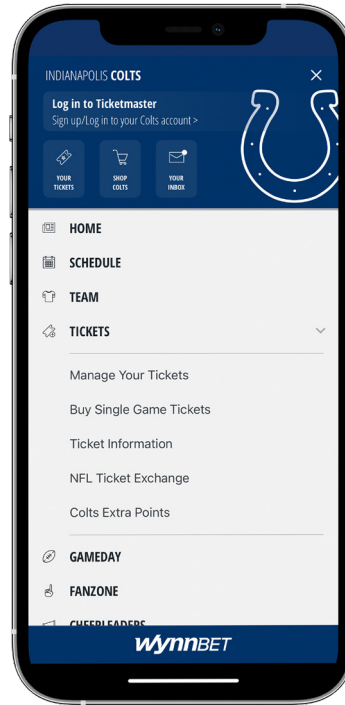 INDIANAPOLIS COLTS
Log in to Ticketmaster
Sign up/Log in to your Colts account >
YOUR
TICKETS
SHOP
COLTS
YOUR
INBOX
HOME
SCHEDULE
TEAM
TICKETS
Manage Your Tickets
Buy Single Game Tickets
Ticket Information
NFL Ticket Exchange
Colts Extra Points
GAMEDAY
FANZONE
CHEERLEADERS
WynnBET